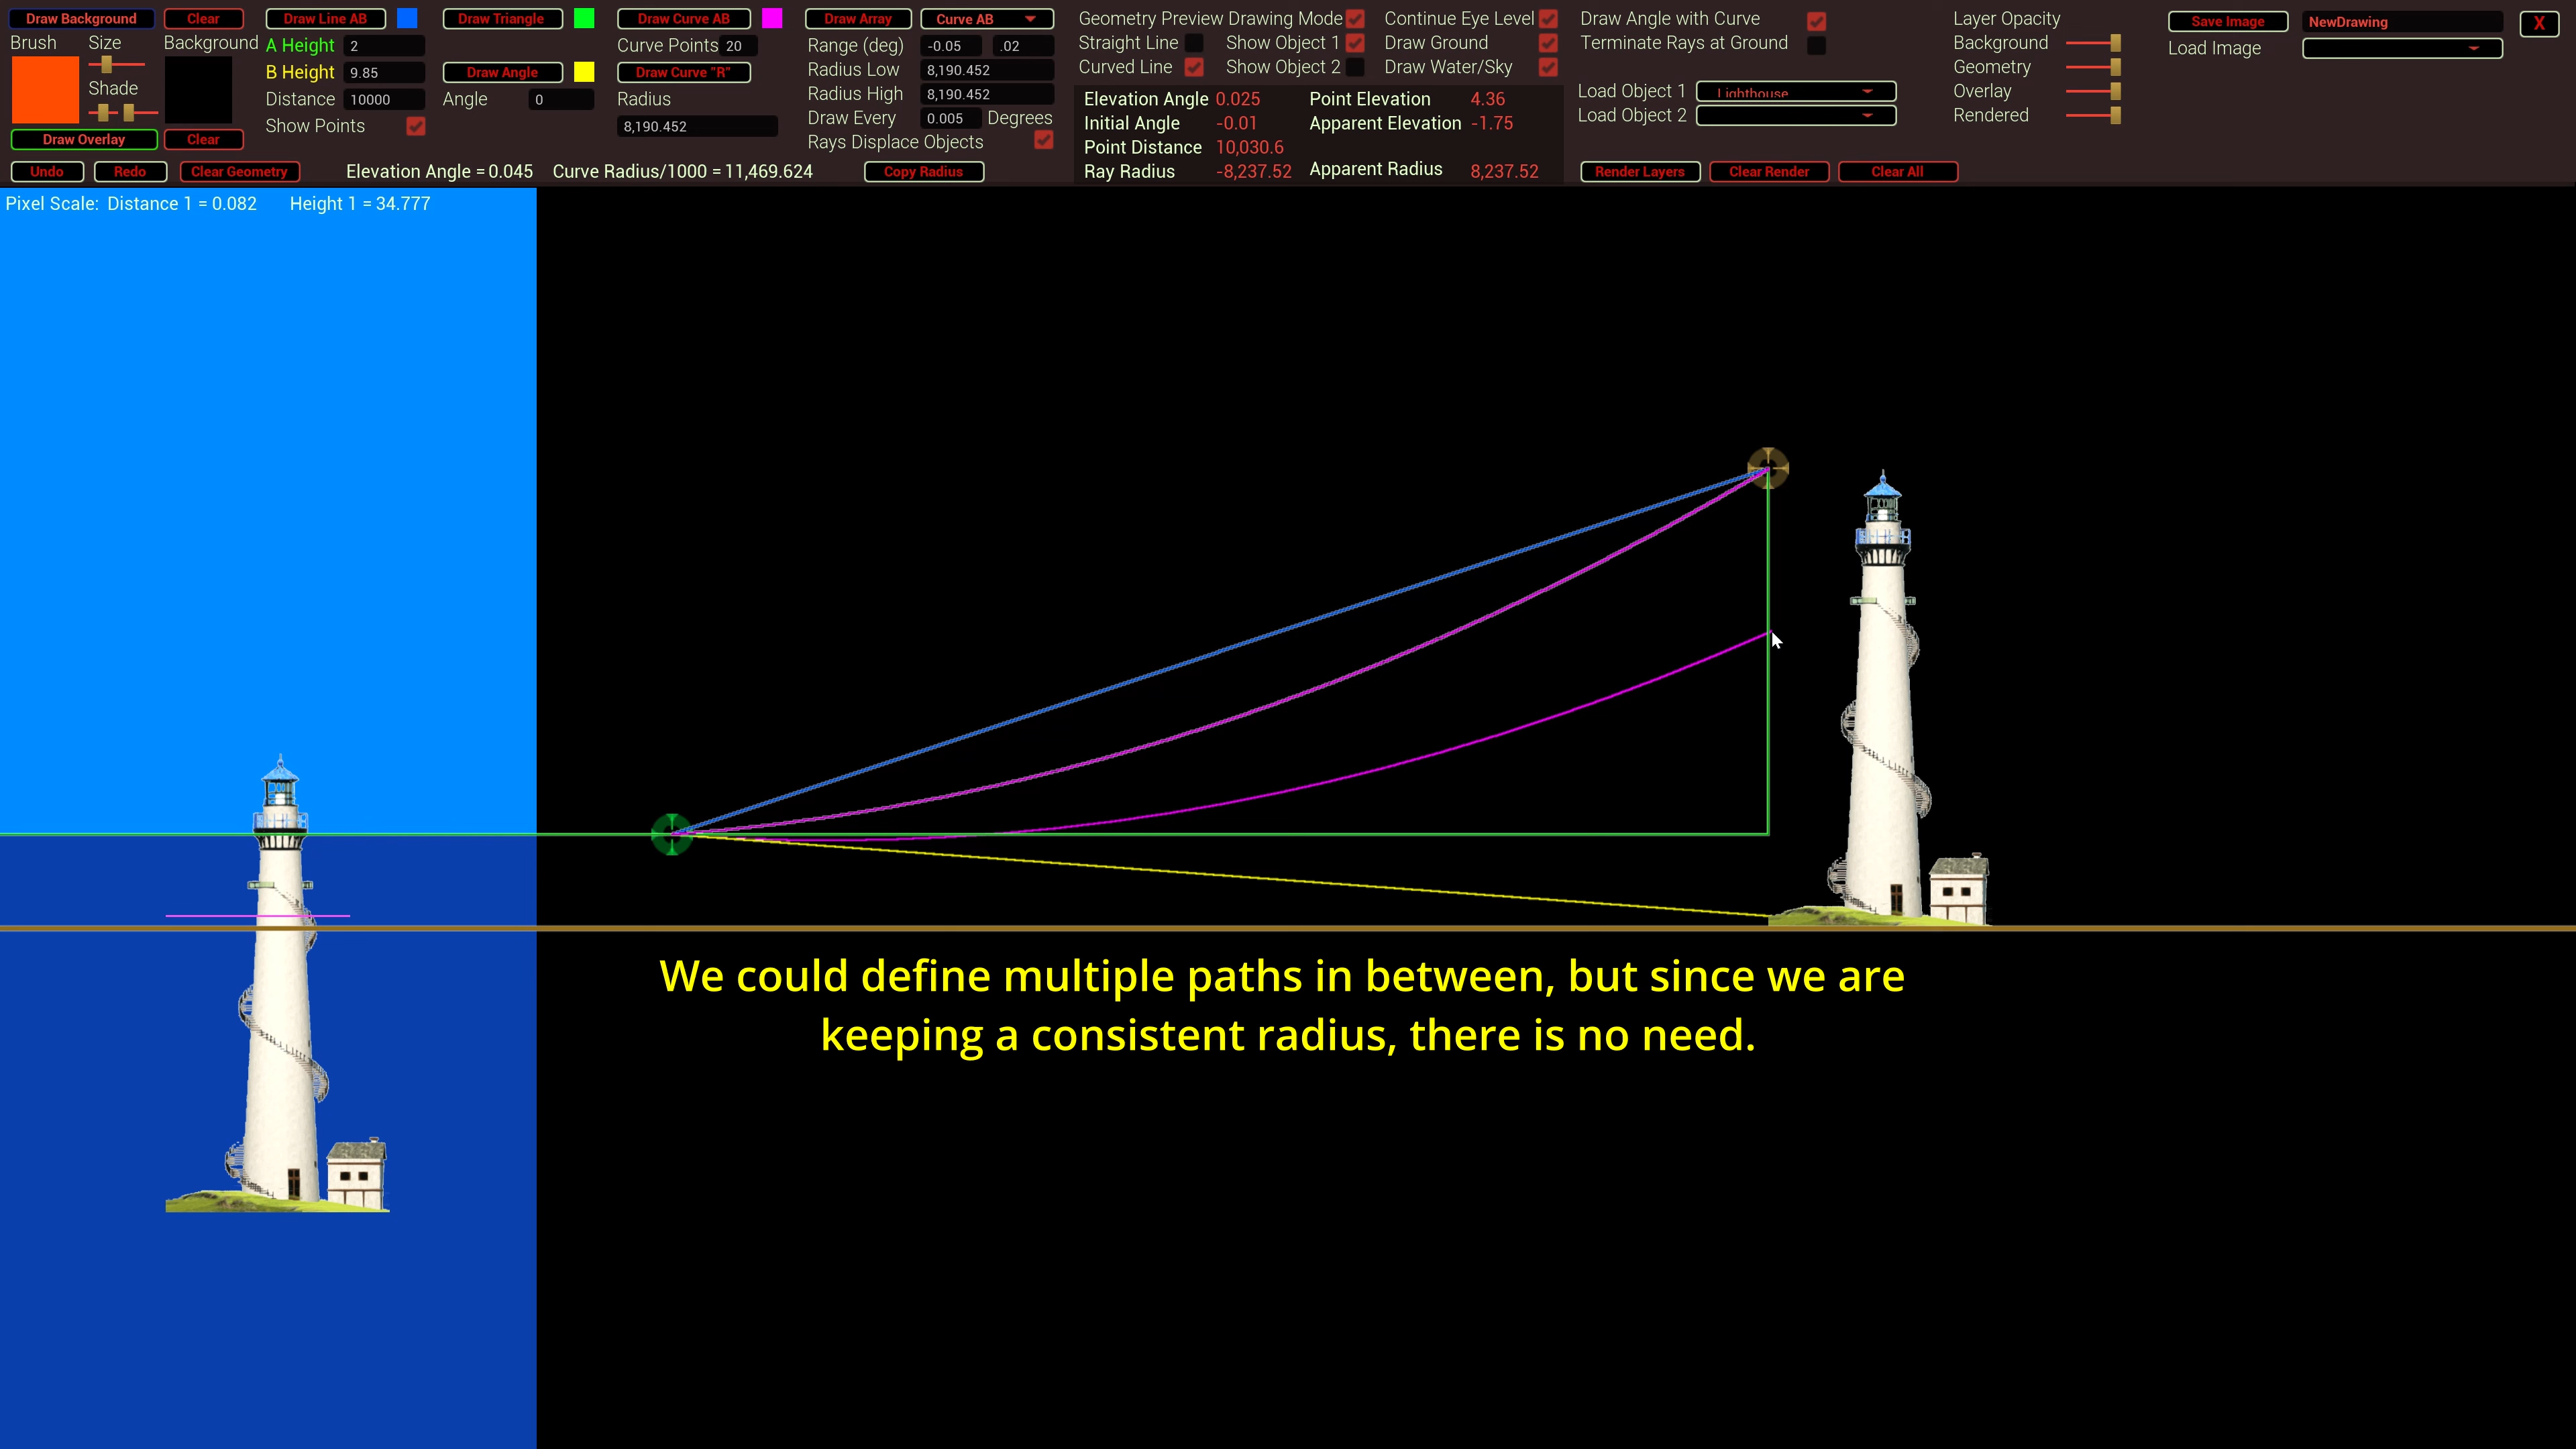 Draw Background Clear Draw Line AB Draw Triangle Draw Curve AB Draw Array Curve AB Geometry Preview Drawing Mode Continue Eye Level Draw Angle with Curve Layer Opacity Save Image NewDrawing X
Brush Size Background A Height 2 Curve Points 20 Range (deg) -0.05 .02 Straight Line Show Object 1 Draw Ground Terminate Rays at Ground Background Load Image
B Height 9.85 Draw Angle Draw Curve "R" Radius Low 8,190.452 Curved Line Show Object 2 Draw Water/Sky Geometry
Shade Distance 10000 Angle 0 Radius Radius High 8,190.452 Elevation Angle 0.025 Point Elevation 4.36 Load Object 1 Lighthouse Overlay
Show Points 8,190.452 Draw Every 0.005 Degrees Initial Angle -0.01 Apparent Elevation -1.75 Load Object 2 Rendered
Draw Overlay Clear Rays Displace Objects Point Distance 10,030.6
Undo Redo Clear Geometry Elevation Angle = 0.045 Curve Radius/1000 = 11,469.624 Copy Radius Ray Radius -8,237.52 Apparent Radius 8,237.52 Render Layers Clear Render Clear All
Pixel Scale: Distance 1 = 0.082 Height 1 = 34.777
We could define multiple paths in between, but since we are
keeping a consistent radius, there is no need.